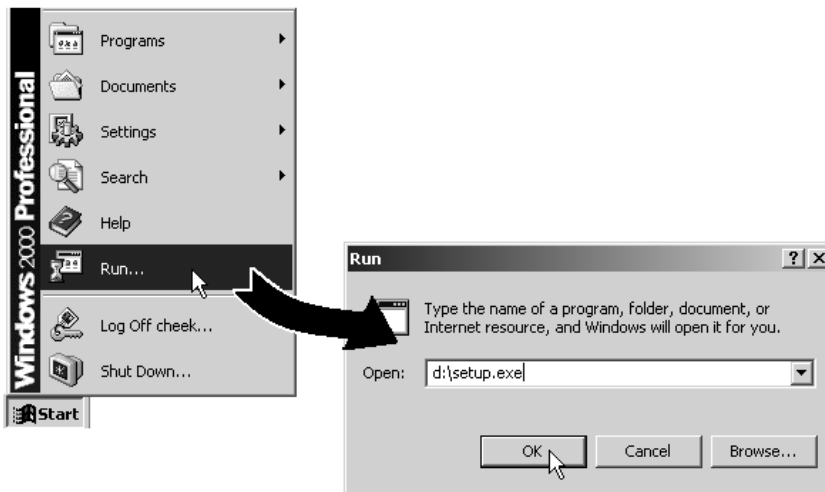 Windows 2000 Professional
Programs
Documents
Settings
Search
Help
Run...
Log Off cheek...
Shut Down...
Start
Run
Type the name of a program, folder, document, or
Internet resource, and Windows will open it for you.
Open: d:\setup.exe
OK Cancel Browse...